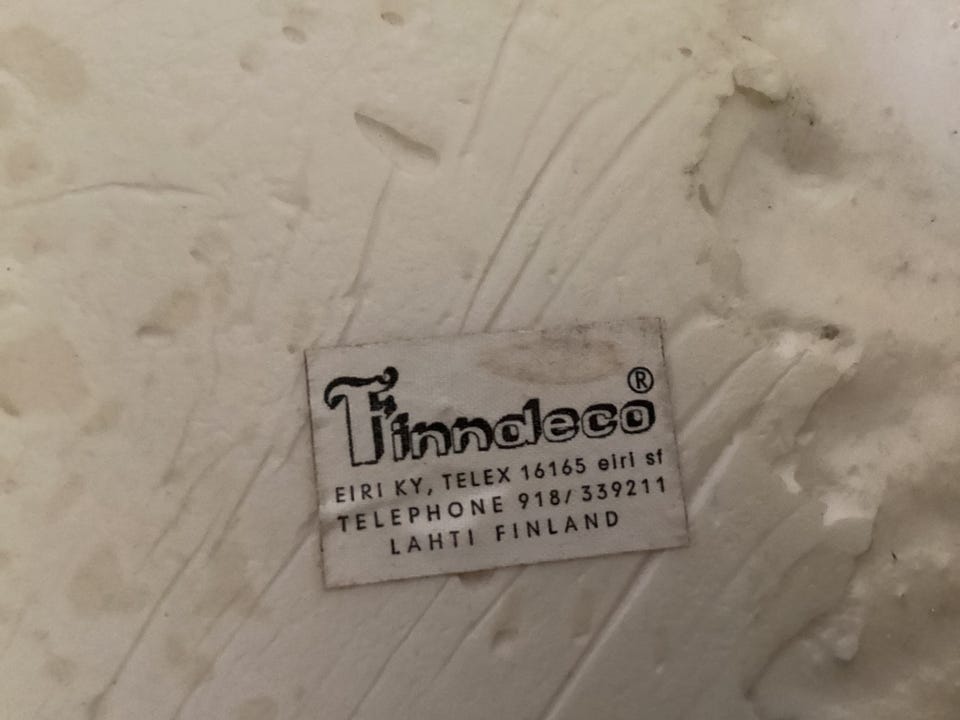 Finndeco ®
EIRI KY, TELEX 16165 eiri sf
TELEPHONE 918/339211
LAHTI FINLAND